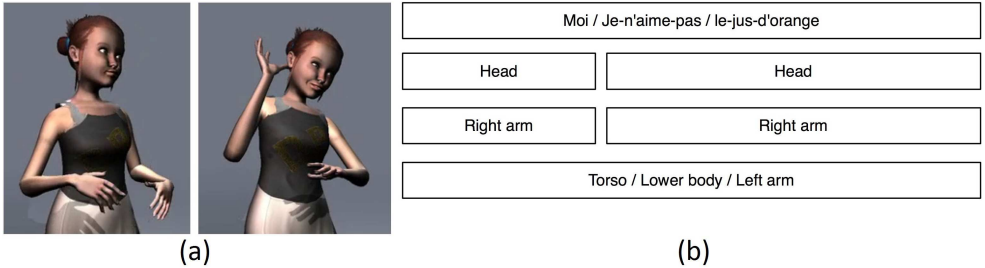 Moi / Je-n'aime-pas / le-jus-d'orange
Head Head
Right arm Right arm
Torso / Lower body / Left arm
(a) (b)